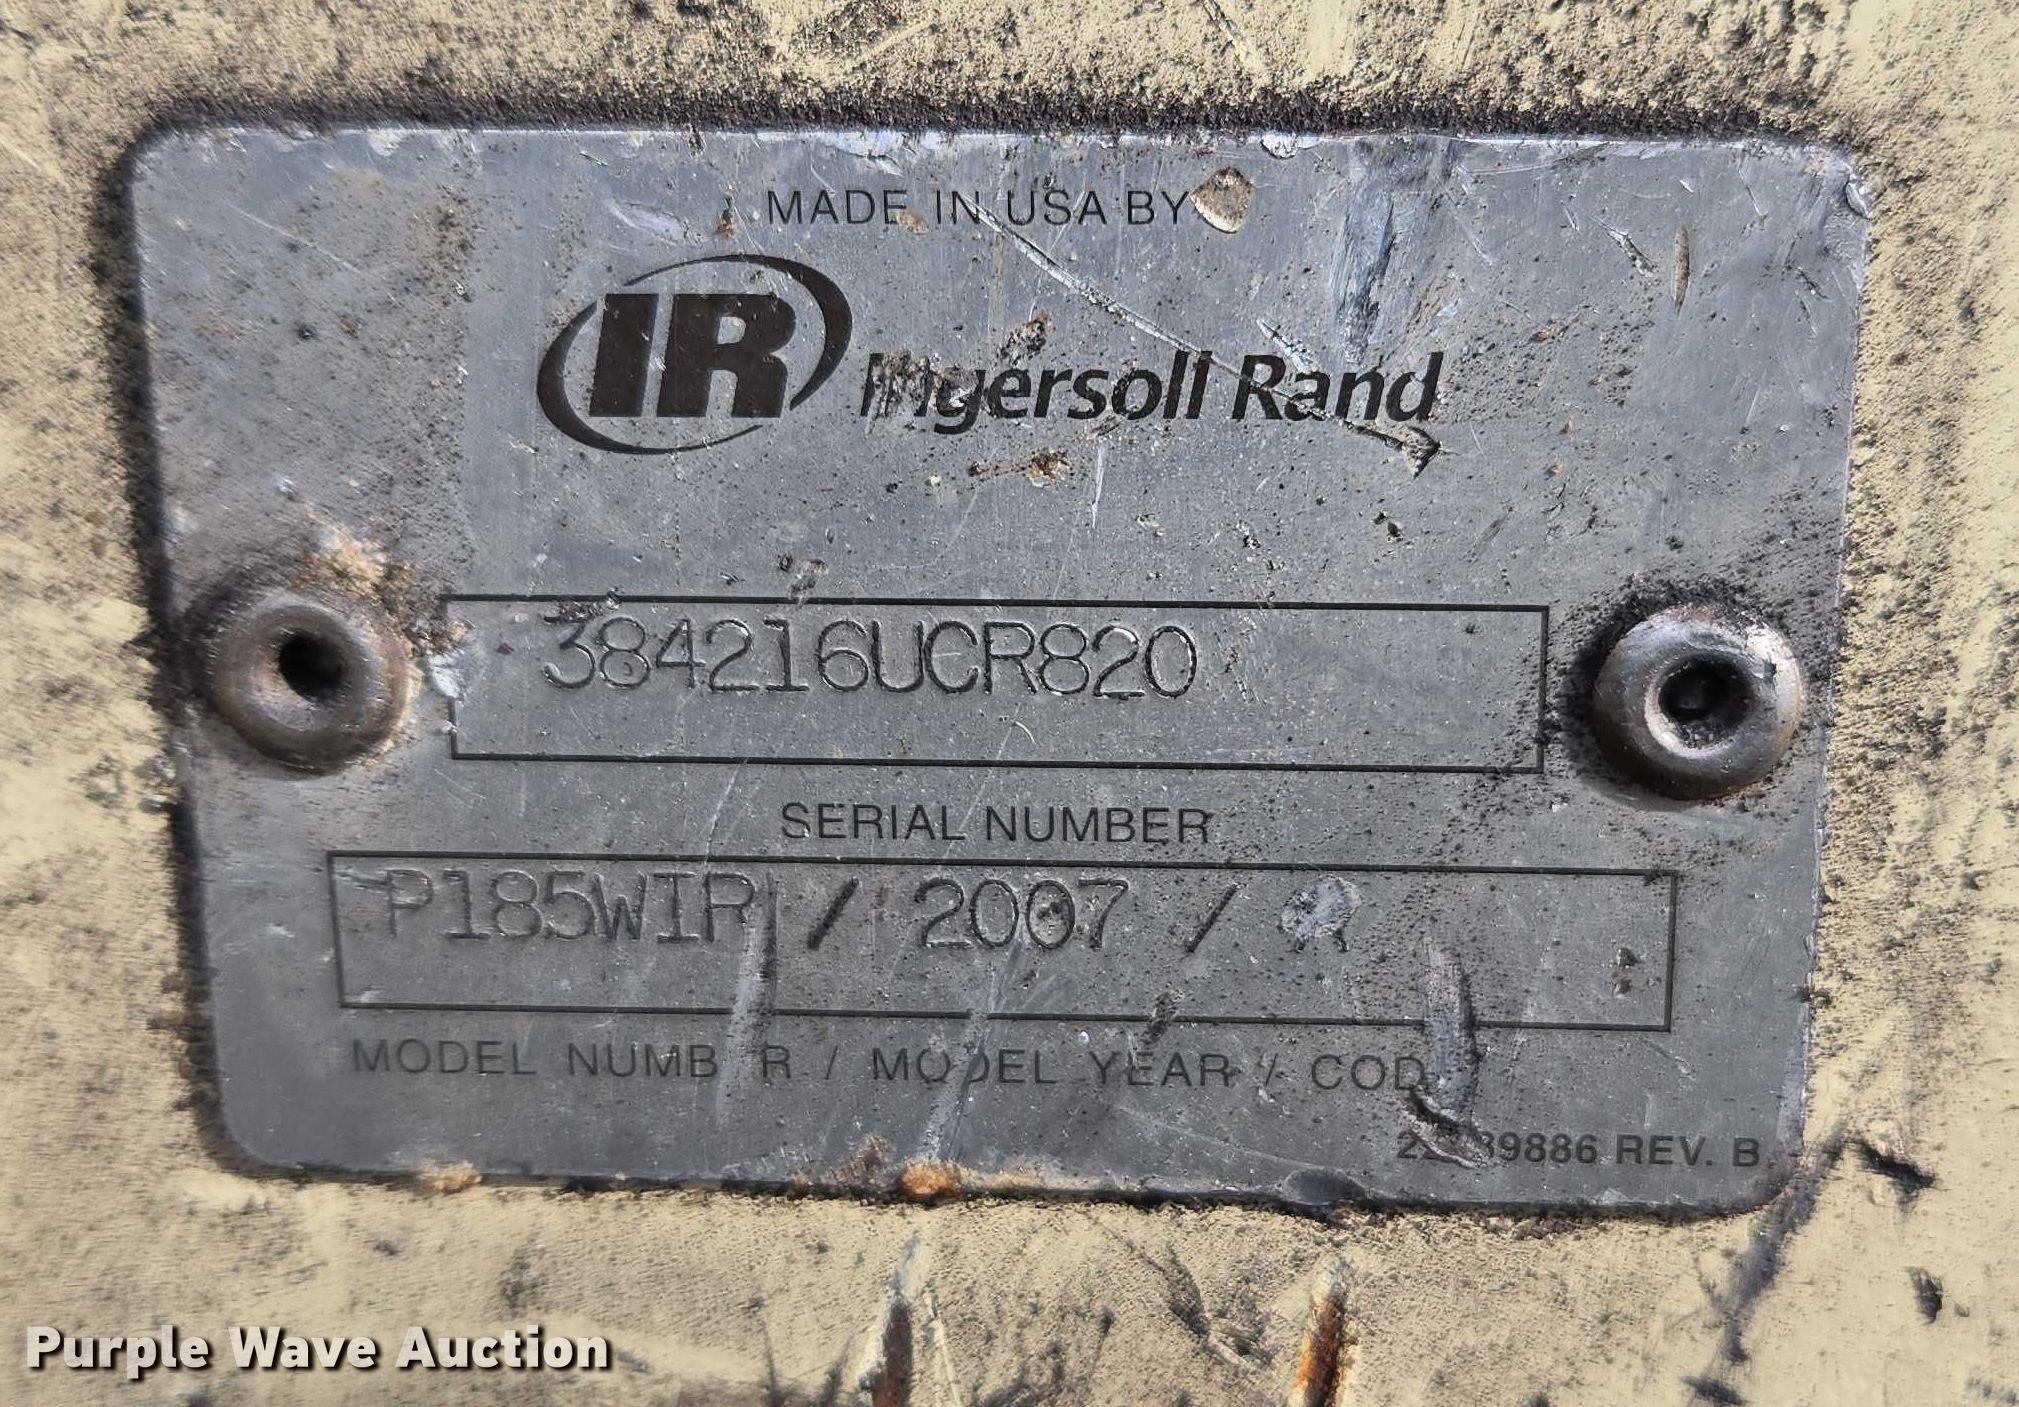 MADE IN USA BY
IR Ingersoll Rand
384216UCR820
SERIAL NUMBER
P185WIR / 2007 /
MODEL NUMB R / MODEL YEAR / COD
REV. B
Purple Wave Auction